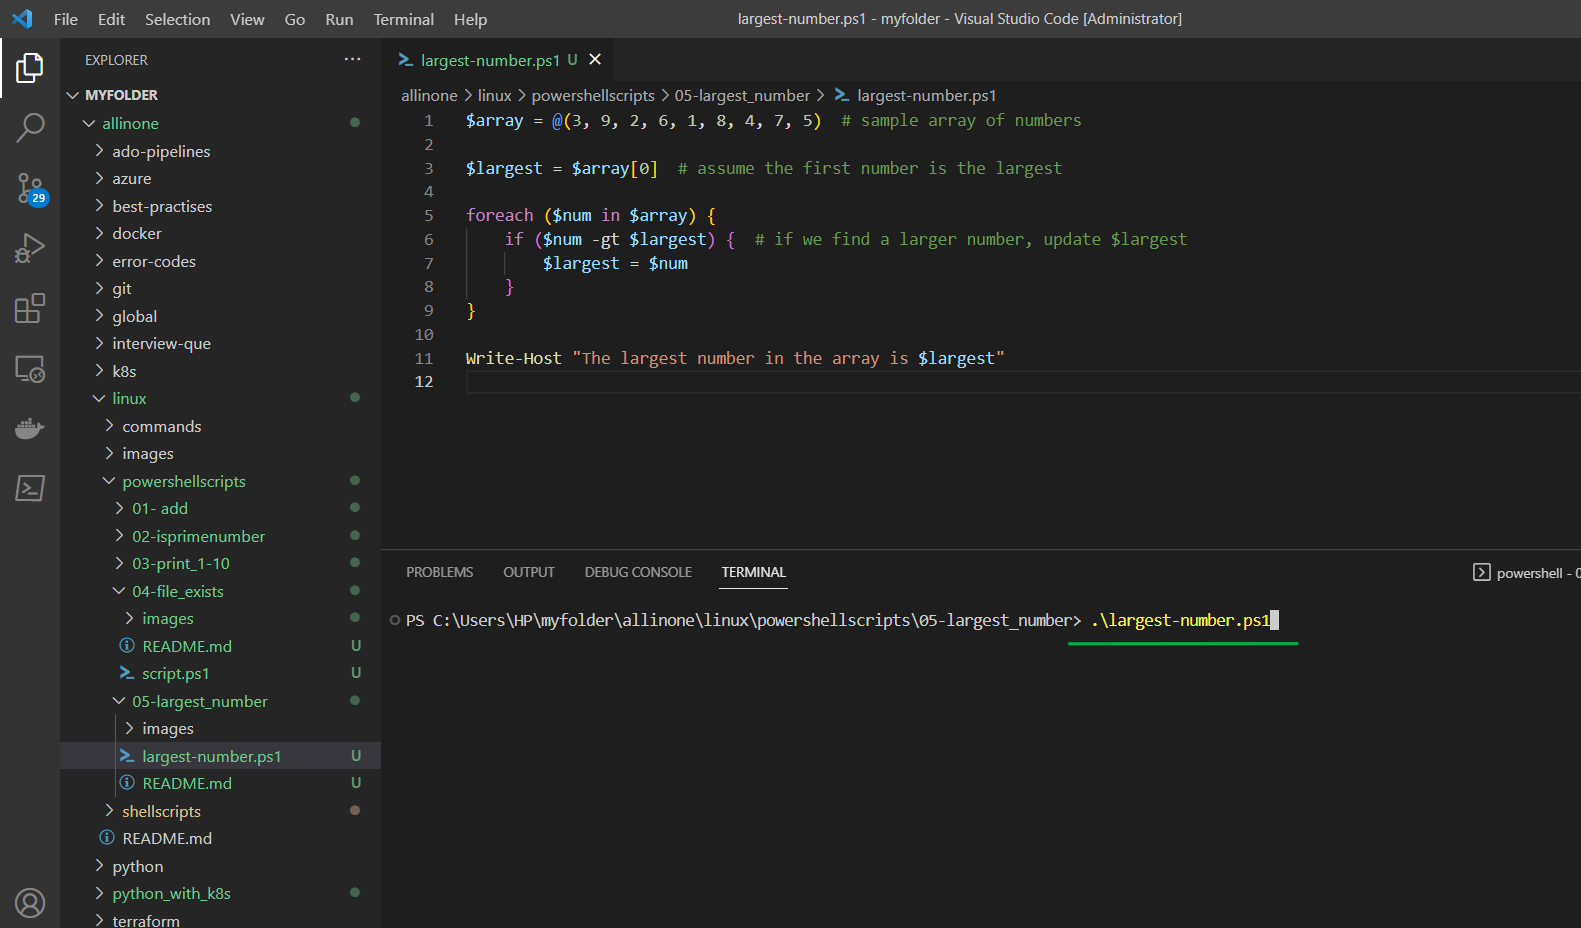 File Edit Selection View Go Run Terminal Help
largest-number.ps1 - myfolder - Visual Studio Code [Administrator]
EXPLORER ···
MYFOLDER
allinone
ado-pipelines
azure
best-practises
docker
error-codes
git
global
interview-que
k8s
linux
commands
images
powershellscripts
01- add
02-isprimenumber
03-print_1-10
04-file_exists
images
README.md U
script.ps1 U
05-largest_number
images
largest-number.ps1 U
README.md U
shellscripts
README.md
python
python_with_k8s
terraform
29
largest-number.ps1 U
allinone > linux > powershellscripts > 05-largest_number > largest-number.ps1
1 $array = @(3, 9, 2, 6, 1, 8, 4, 7, 5)  # sample array of numbers
2
3 $largest = $array[0]  # assume the first number is the largest
4
5 foreach ($num in $array) {
6     if ($num -gt $largest) {  # if we find a larger number, update $largest
7         $largest = $num
8     }
9 }
10
11 Write-Host "The largest number in the array is $largest"
12
PROBLEMS OUTPUT DEBUG CONSOLE TERMINAL
powershell - 0
PS C:\Users\HP\myfolder\allinone\linux\powershellscripts\05-largest_number> .\largest-number.ps1